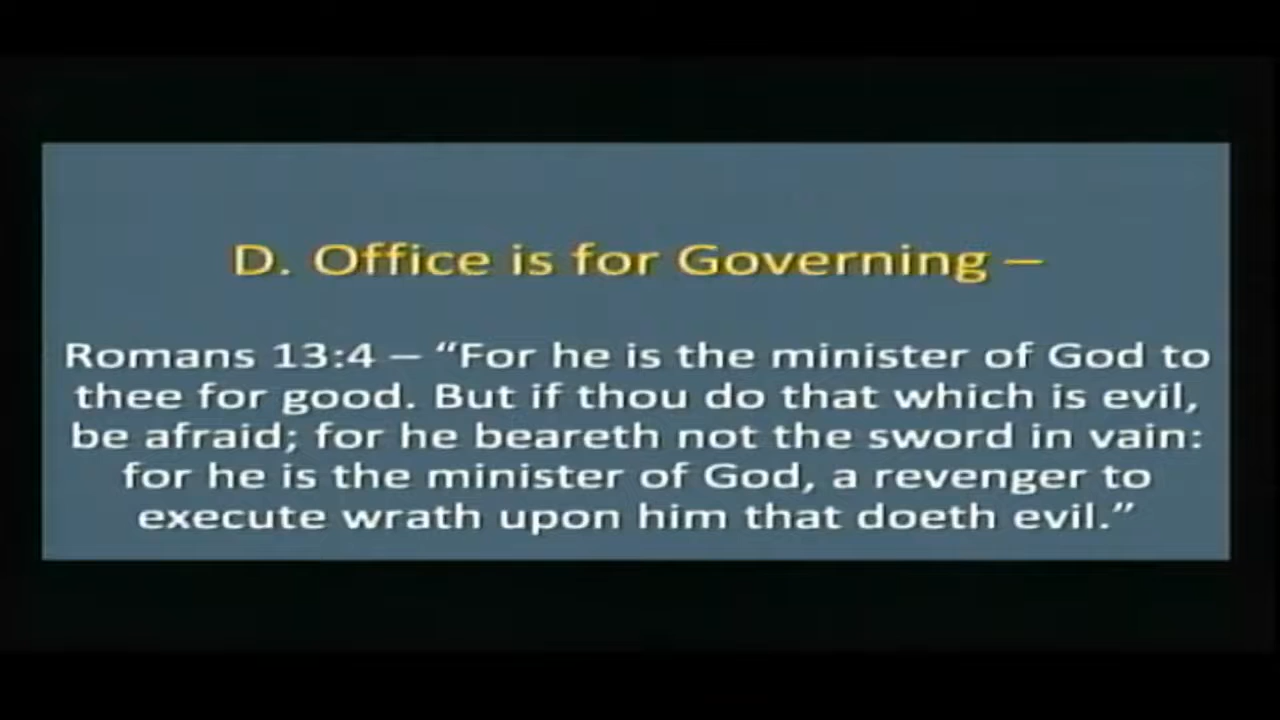 D. Office is for Governing –
Romans 13:4 – “For he is the minister of God to
thee for good. But if thou do that which is evil,
be afraid; for he beareth not the sword in vain:
for he is the minister of God, a revenger to
execute wrath upon him that doeth evil.”